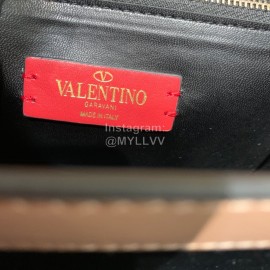 VALENTINO
GARAVANI
MADE IN ITALY
Instagram:
@MYLLVV